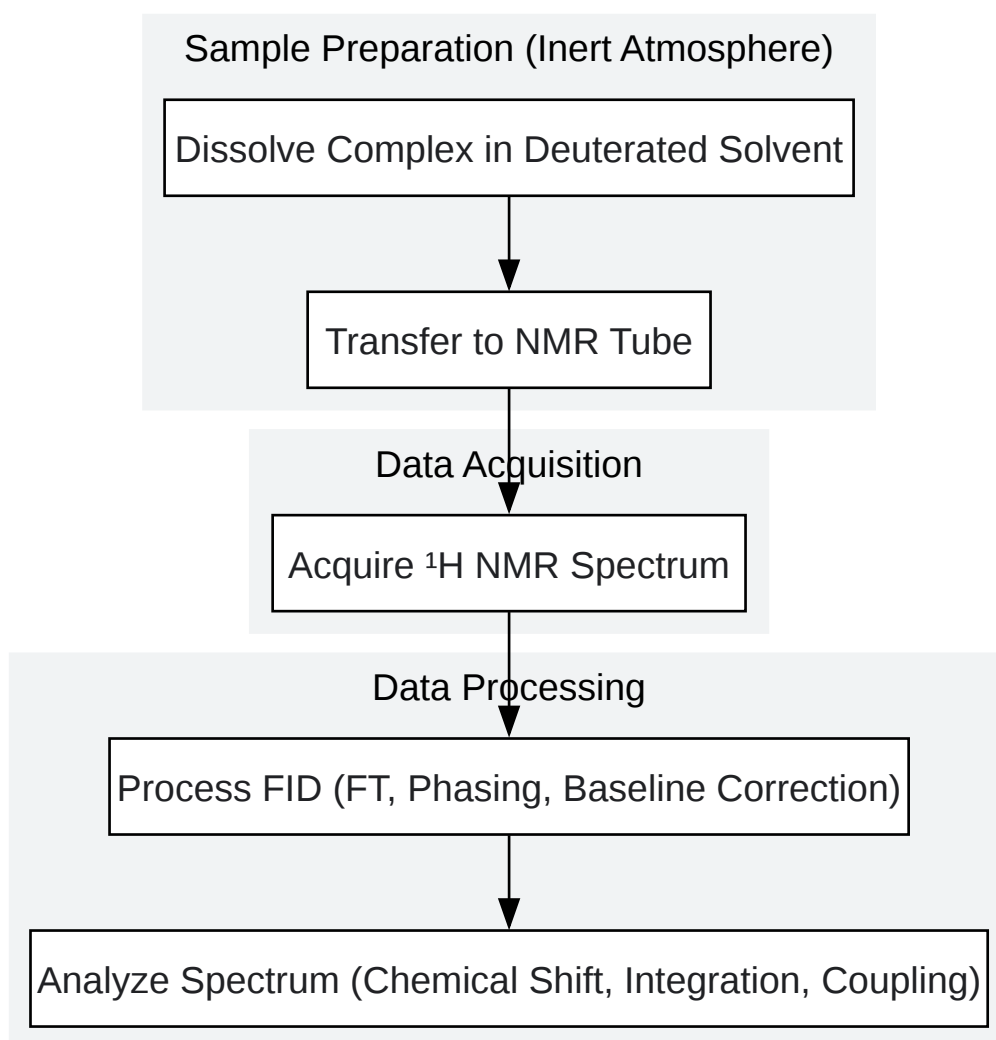 Sample Preparation (Inert Atmosphere)
Dissolve Complex in Deuterated Solvent
Transfer to NMR Tube
Data Acquisition
Acquire ¹H NMR Spectrum
Data Processing
Process FID (FT, Phasing, Baseline Correction)
Analyze Spectrum (Chemical Shift, Integration, Coupling)